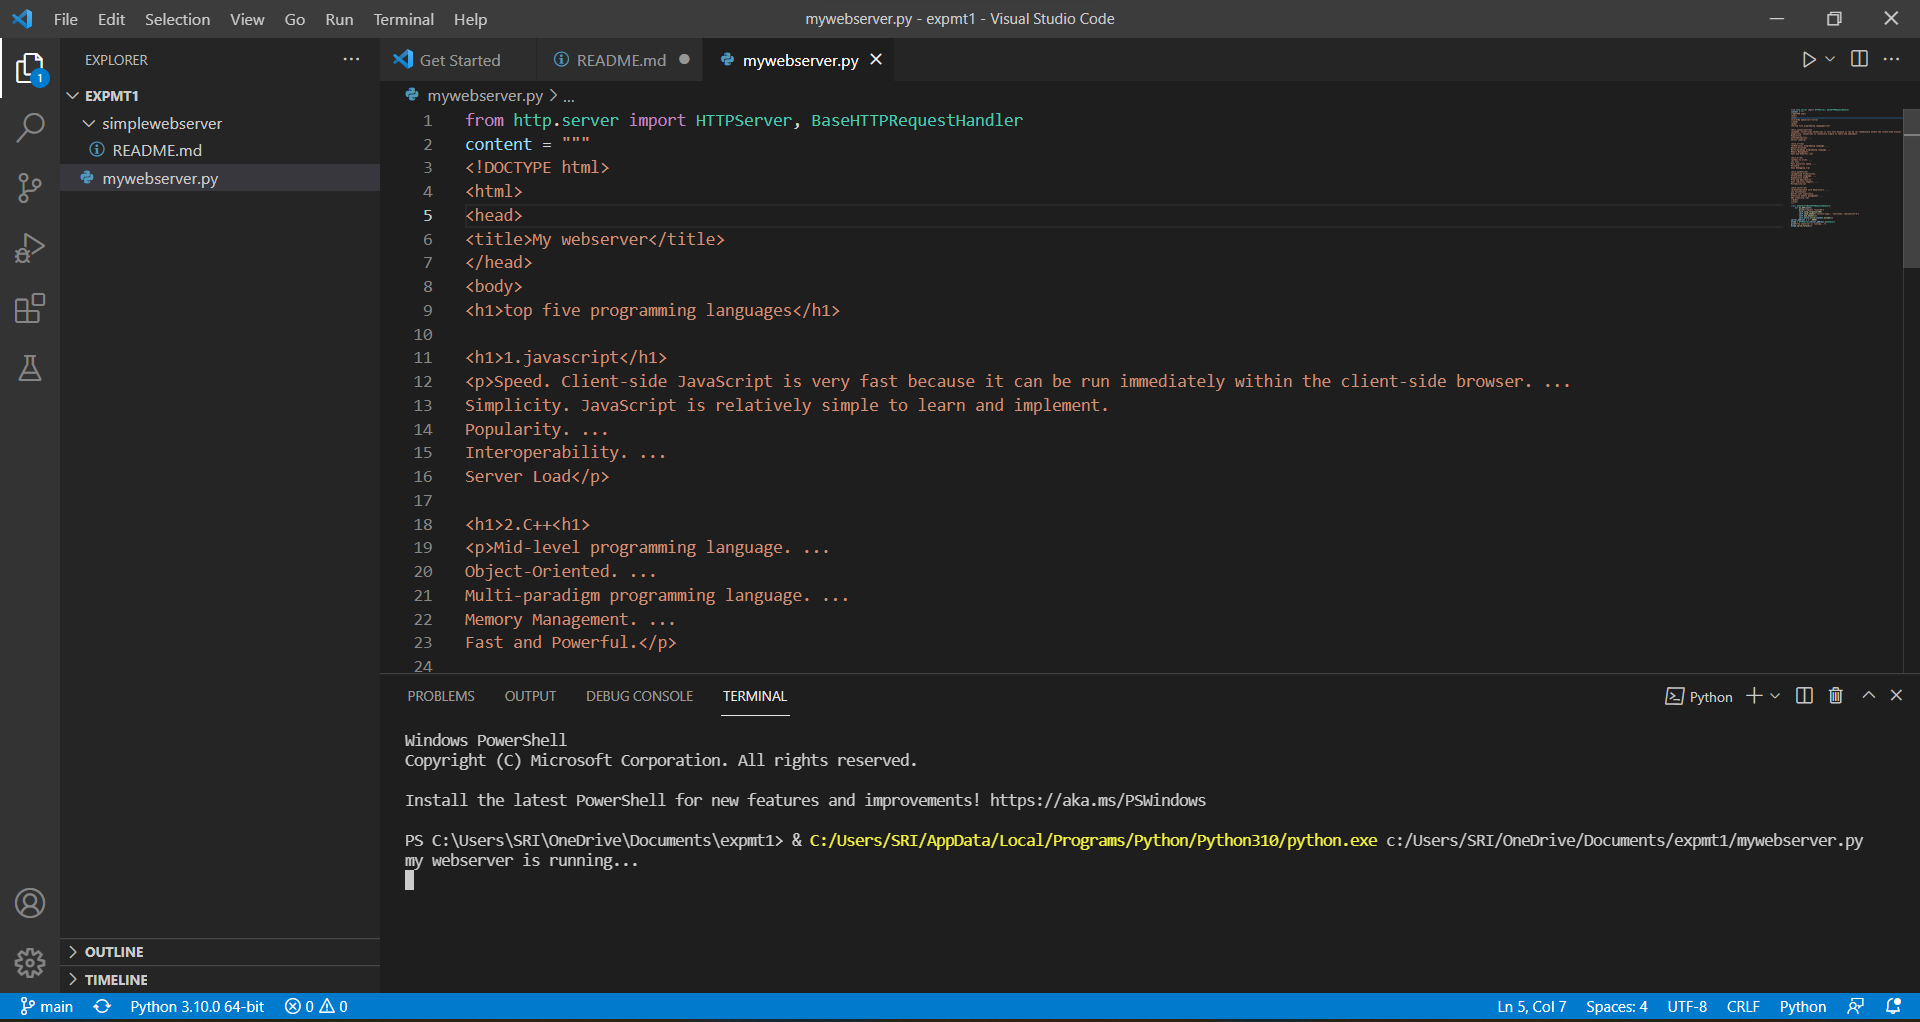 File Edit Selection View Go Run Terminal Help
mywebserver.py - expmt1 - Visual Studio Code
1
EXPLORER
EXPMT1
simplewebserver
README.md
mywebserver.py
OUTLINE
TIMELINE
Get Started README.md mywebserver.py
mywebserver.py > ...
1 from http.server import HTTPServer, BaseHTTPRequestHandler
2 content = """
3 <!DOCTYPE html>
4 <html>
5 <head>
6 <title>My webserver</title>
7 </head>
8 <body>
9 <h1>top five programming languages</h1>
10
11 <h1>1.javascript</h1>
12 <p>Speed. Client-side JavaScript is very fast because it can be run immediately within the client-side browser. ...
13 Simplicity. JavaScript is relatively simple to learn and implement.
14 Popularity. ...
15 Interoperability. ...
16 Server Load</p>
17
18 <h1>2.C++<h1>
19 <p>Mid-level programming language. ...
20 Object-Oriented. ...
21 Multi-paradigm programming language. ...
22 Memory Management. ...
23 Fast and Powerful.</p>
24
PROBLEMS OUTPUT DEBUG CONSOLE TERMINAL
Python
Windows PowerShell
Copyright (C) Microsoft Corporation. All rights reserved.
Install the latest PowerShell for new features and improvements! https://aka.ms/PSWindows
PS C:\Users\SRI\OneDrive\Documents\expmt1> & C:/Users/SRI/AppData/Local/Programs/Python/Python310/python.exe c:/Users/SRI/OneDrive/Documents/expmt1/mywebserver.py
my webserver is running...
main Python 3.10.0 64-bit 0 0 Ln 5, Col 7 Spaces: 4 UTF-8 CRLF Python